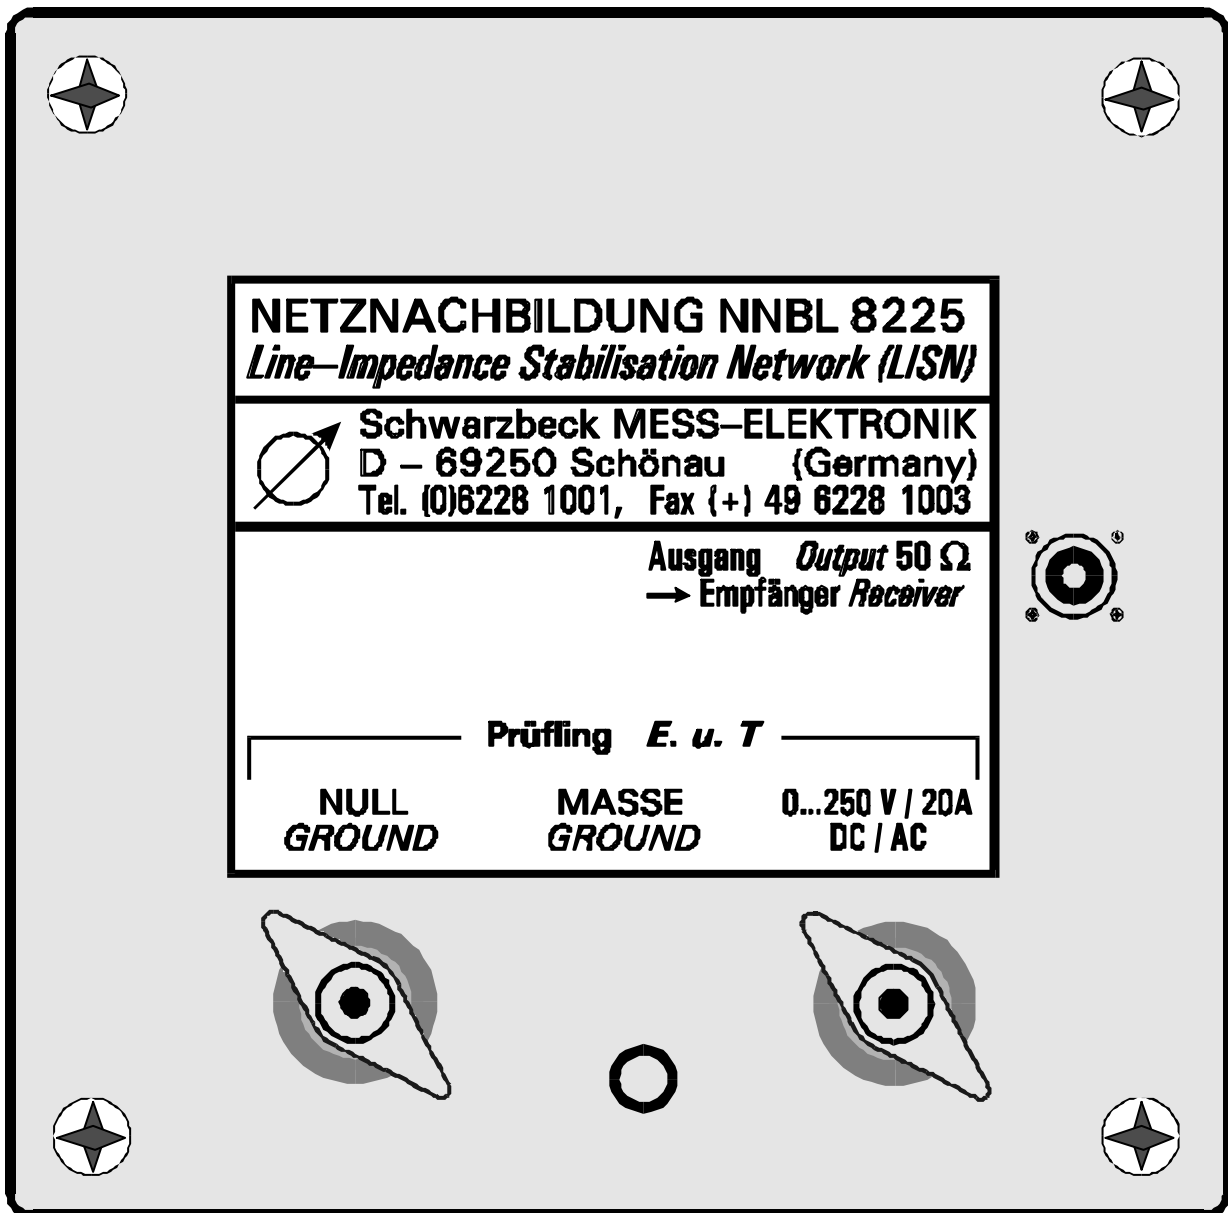 NETZNACHBILDUNG NNBL 8225
Line–Impedance Stabilisation Network (LISN)
Schwarzbeck MESS–ELEKTRONIK
D – 69250 Schönau (Germany)
Tel. (0)6228 1001, Fax (+) 49 6228 1003
Ausgang Output 50 Ω
→ Empfänger Receiver
Prüfling E. u. T
NULL MASSE 0...250 V / 20A
GROUND GROUND DC / AC